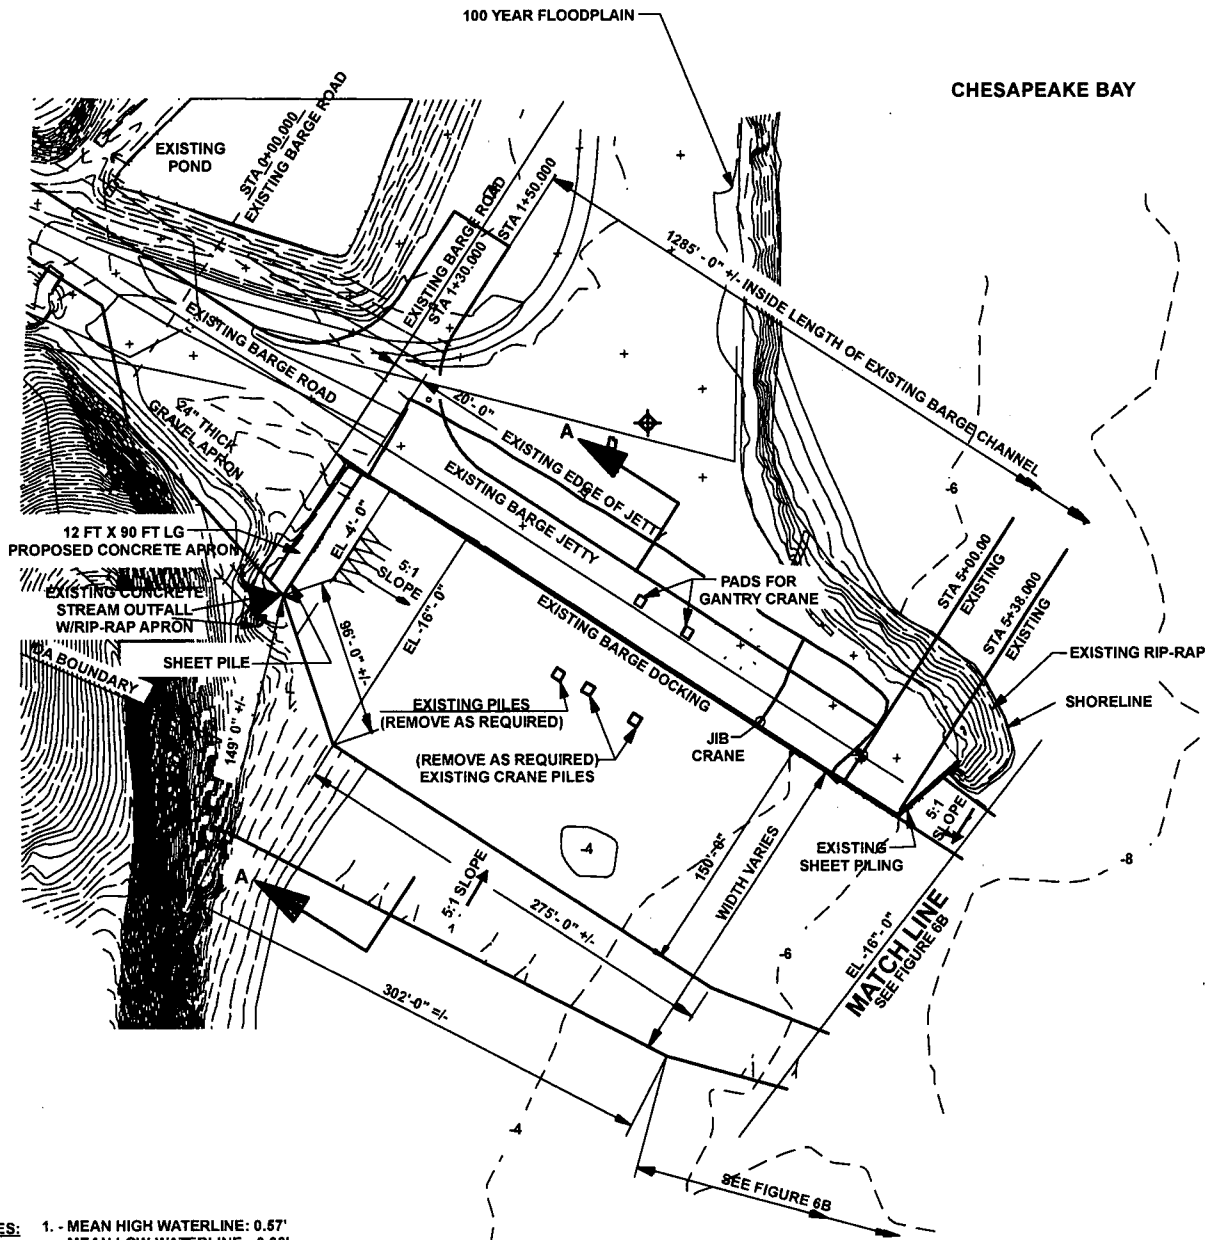 100 YEAR FLOODPLAIN
CHESAPEAKE BAY
EXISTING
POND
STA 0+00.000
EXISTING BARGE ROAD
EXISTING BARGE ROAD
STA 1+30.000
STA 1+50.000
1285' - 0" +/- INSIDE LENGTH OF EXISTING BARGE CHANNEL
EXISTING BARGE ROAD
24" THICK
GRAVEL APRON
20'- 0"
A
EXISTING EDGE OF JETTY
EXISTING BARGE JETTY
-6
12 FT X 90 FT LG
PROPOSED CONCRETE APRON
EL -4'- 0"
5:1
SLOPE
EL -16"- 0"
EXISTING CONCRETE
STREAM OUTFALL
W/RIP-RAP APRON
PADS FOR
GANTRY CRANE
STA 5+00.00
EXISTING
STA 5+38.000
EXISTING
EXISTING RIP-RAP
SHORELINE
SHEET PILE
96'- 0" +/-
EXISTING BARGE DOCKING
BOUNDARY
149' 0" +/-
EXISTING PILES
(REMOVE AS REQUIRED)
(REMOVE AS REQUIRED)
EXISTING CRANE PILES
JIB
CRANE
EXISTING
SHEET PILING
5:1
SLOPE
-4
150'-0"
WIDTH VARIES
-8
A
5:1 SLOPE
275'- 0" +/-
-6
EL -16"- 0"
MATCH LINE
SEE FIGURE 6B
302'-0" =/-
-4
SEE FIGURE 6B
1. - MEAN HIGH WATERLINE: 0.57'